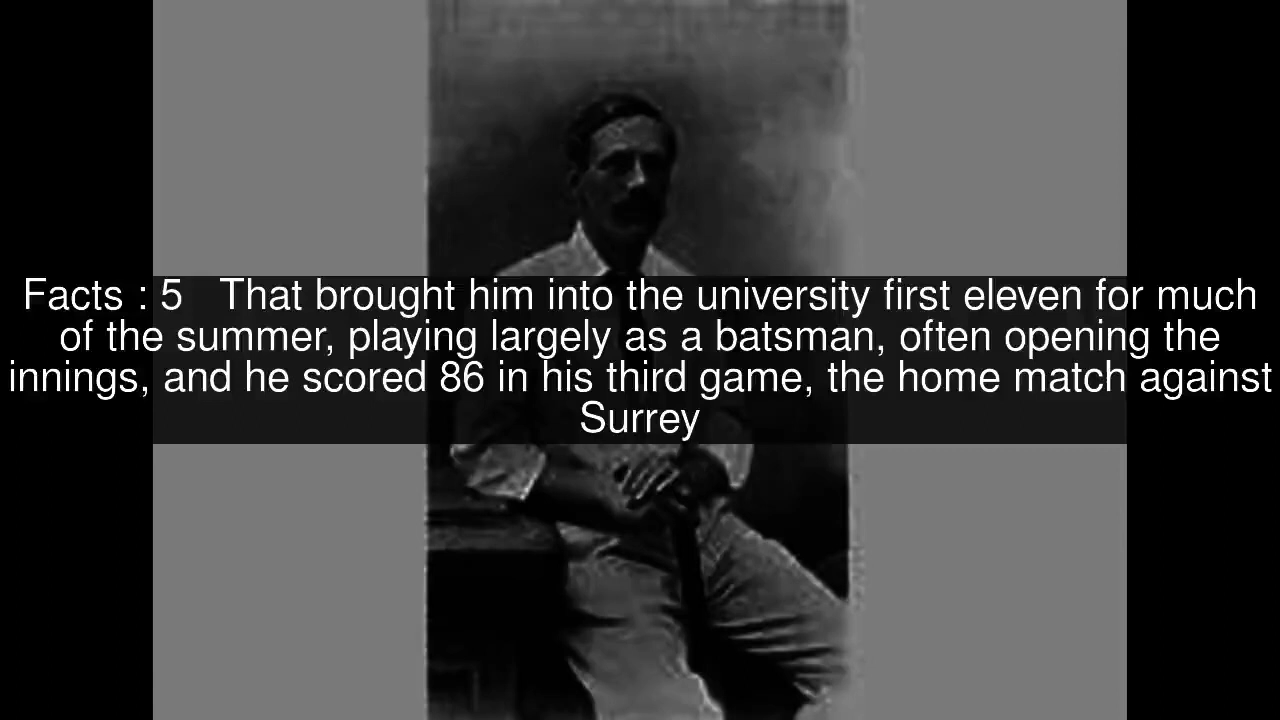 Facts : 5 That brought him into the university first eleven for much
of the summer, playing largely as a batsman, often opening the
innings, and he scored 86 in his third game, the home match against
Surrey